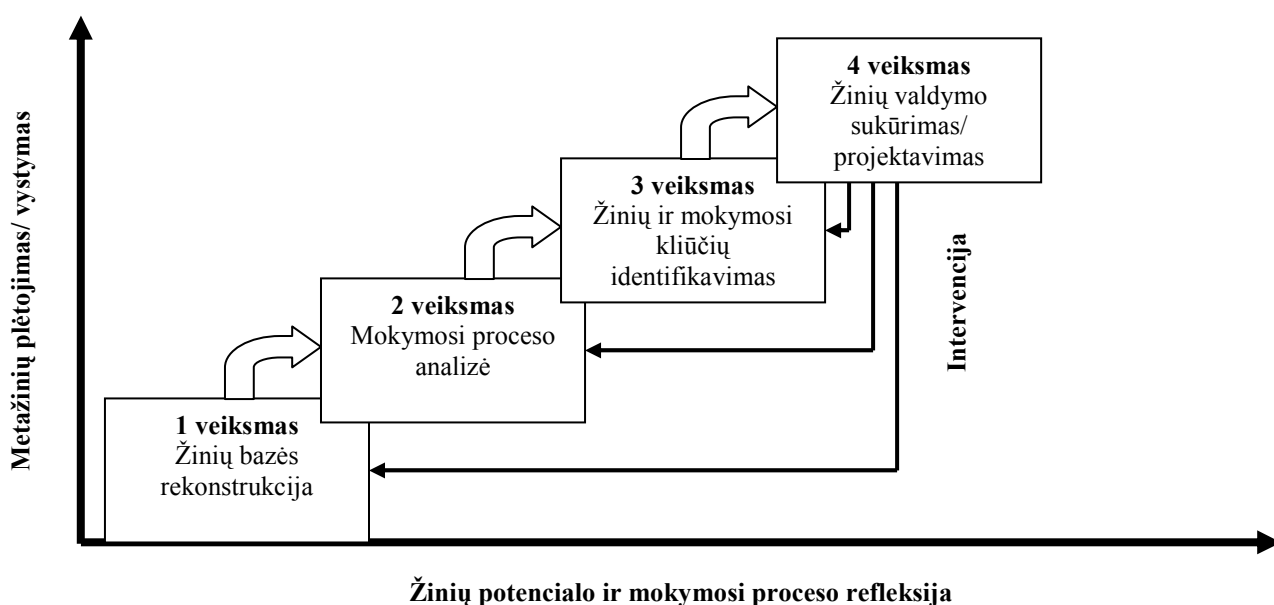 4 veiksmas
Žinių valdymo
sukūrimas/
projektavimas
3 veiksmas
Žinių ir mokymosi
kliūčių
identifikavimas
2 veiksmas
Mokymosi proceso
analizė
1 veiksmas
Žinių bazės
rekonstrukcija
Metažinių plėtojimas/ vystymas
Intervencija
Žinių potencialo ir mokymosi proceso refleksija